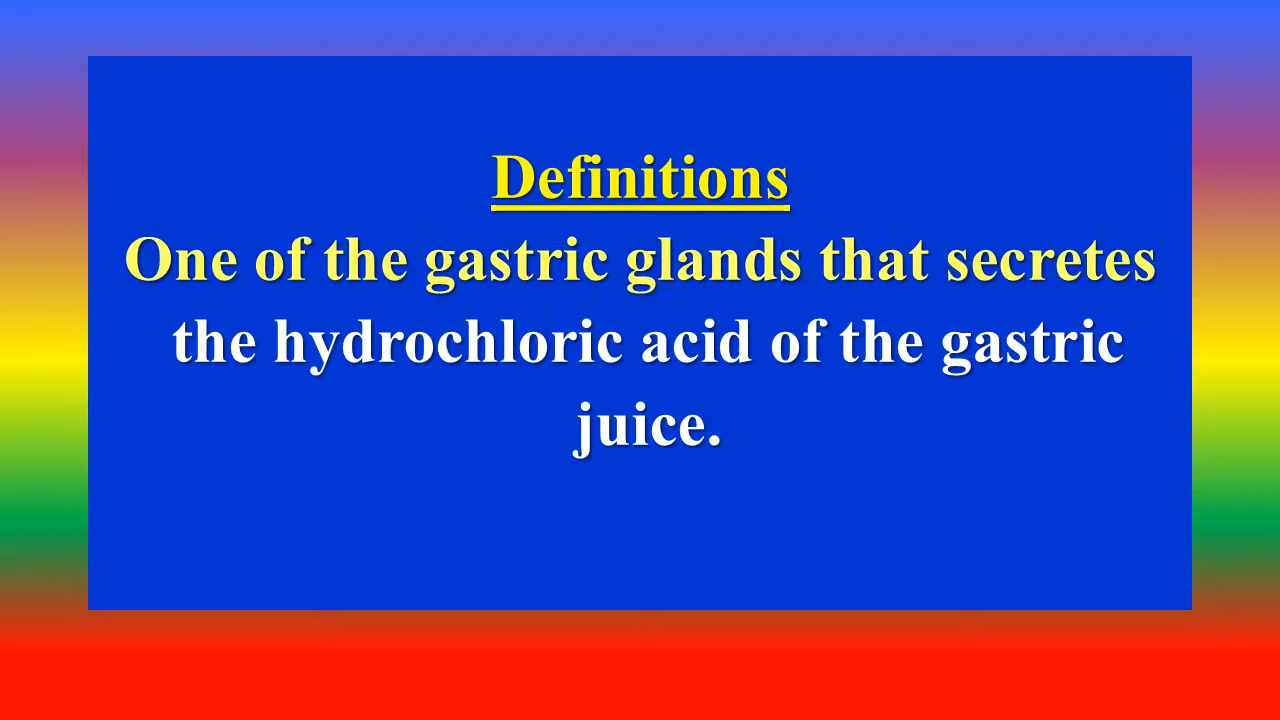 Definitions
One of the gastric glands that secretes
the hydrochloric acid of the gastric
juice.